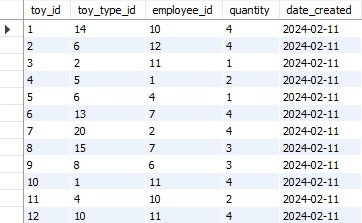 toy_id toy_type_id employee_id quantity date_created
1 14 10 4 2024-02-11
2 6 12 4 2024-02-11
3 2 11 1 2024-02-11
4 5 1 2 2024-02-11
5 6 4 1 2024-02-11
6 13 7 4 2024-02-11
7 20 2 4 2024-02-11
8 15 7 3 2024-02-11
9 8 6 3 2024-02-11
10 1 11 4 2024-02-11
11 4 10 2 2024-02-11
12 10 11 4 2024-02-11